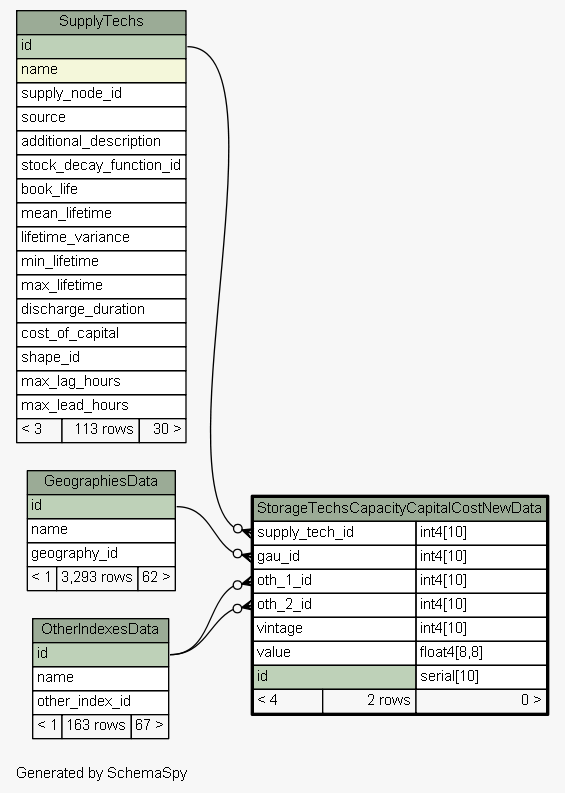 SupplyTechs
id
name
supply_node_id
source
additional_description
stock_decay_function_id
book_life
mean_lifetime
lifetime_variance
min_lifetime
max_lifetime
discharge_duration
cost_of_capital
shape_id
max_lag_hours
max_lead_hours
< 3 113 rows 30 >
GeographiesData
id
name
geography_id
< 1 3,293 rows 62 >
OtherIndexesData
id
name
other_index_id
< 1 163 rows 67 >
StorageTechsCapacityCapitalCostNewData
supply_tech_id int4[10]
gau_id int4[10]
oth_1_id int4[10]
oth_2_id int4[10]
vintage int4[10]
value float4[8,8]
id serial[10]
< 4 2 rows 0 >
Generated by SchemaSpy